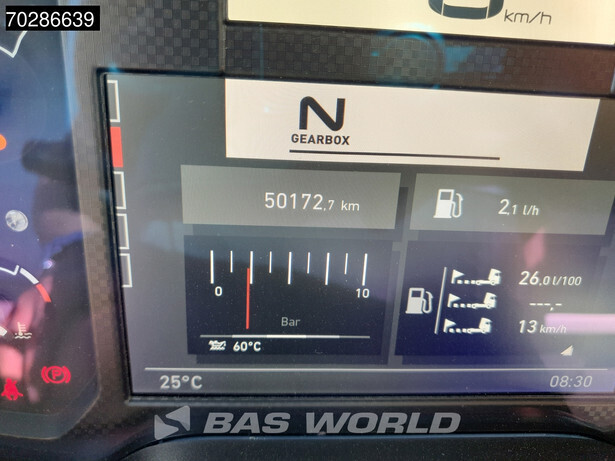 70286639
km/h
N
GEARBOX
50172,7 km
2,1 l/h
0 10
Bar
60°C
26,0 l/100
---,-
13 km/h
25°C
08:30
BAS WORLD